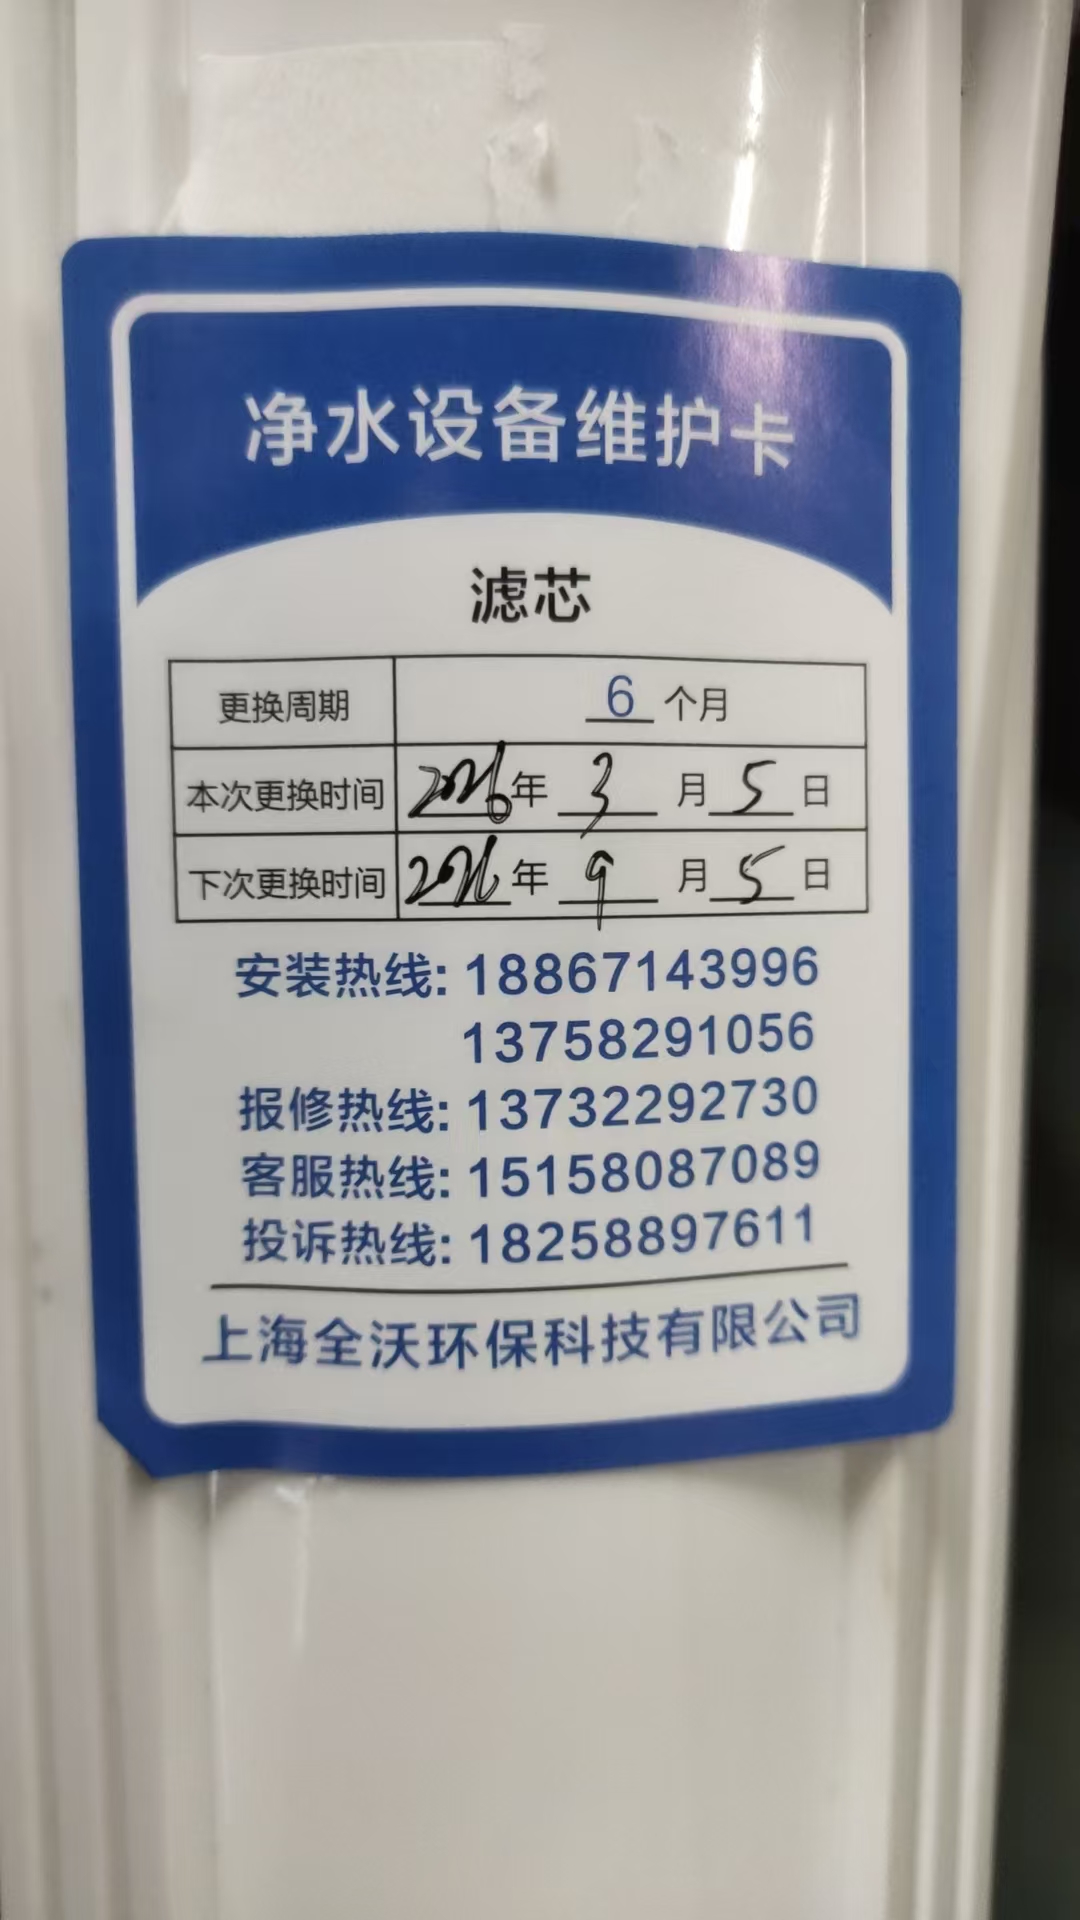 净水设备维护卡
滤芯
更换周期 6 个月
本次更换时间 2026年 3 月 5 日
下次更换时间 2026年 9 月 5 日
安装热线: 18867143996
13758291056
报修热线: 13732292730
客服热线: 15158087089
投诉热线: 18258897611
上海全沃环保科技有限公司